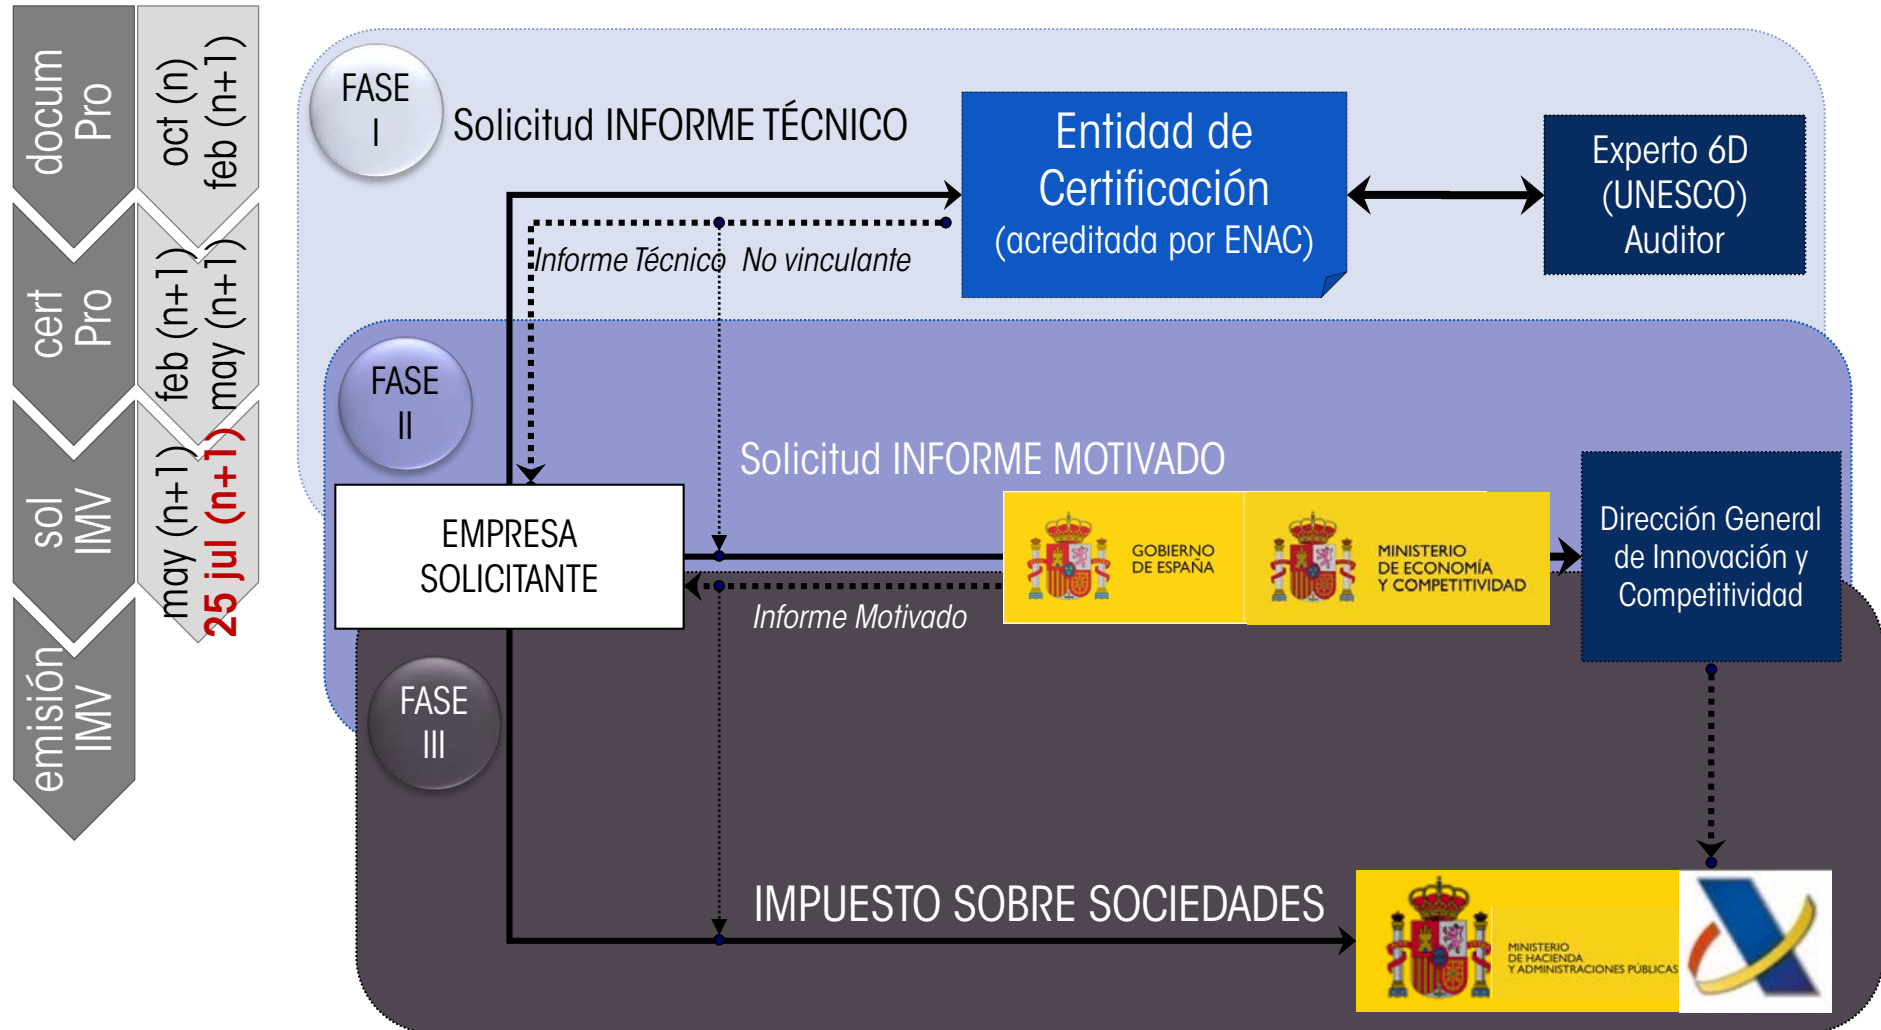 docum
Pro
oct (n)
feb (n+1)
cert
Pro
feb (n+1)
may (n+1)
sol
IMV
may (n+1)
25 jul (n+1)
emisión
IMV
FASE
I
Solicitud INFORME TÉCNICO
Entidad de
Certificación
(acreditada por ENAC)
Experto 6D
(UNESCO)
Auditor
Informe Técnico No vinculante
FASE
II
Solicitud INFORME MOTIVADO
EMPRESA
SOLICITANTE
GOBIERNO
DE ESPAÑA
MINISTERIO
DE ECONOMÍA
Y COMPETITIVIDAD
Dirección General
de Innovación y
Competitividad
Informe Motivado
FASE
III
IMPUESTO SOBRE SOCIEDADES
MINISTERIO
DE HACIENDA
Y ADMINISTRACIONES PÚBLICAS